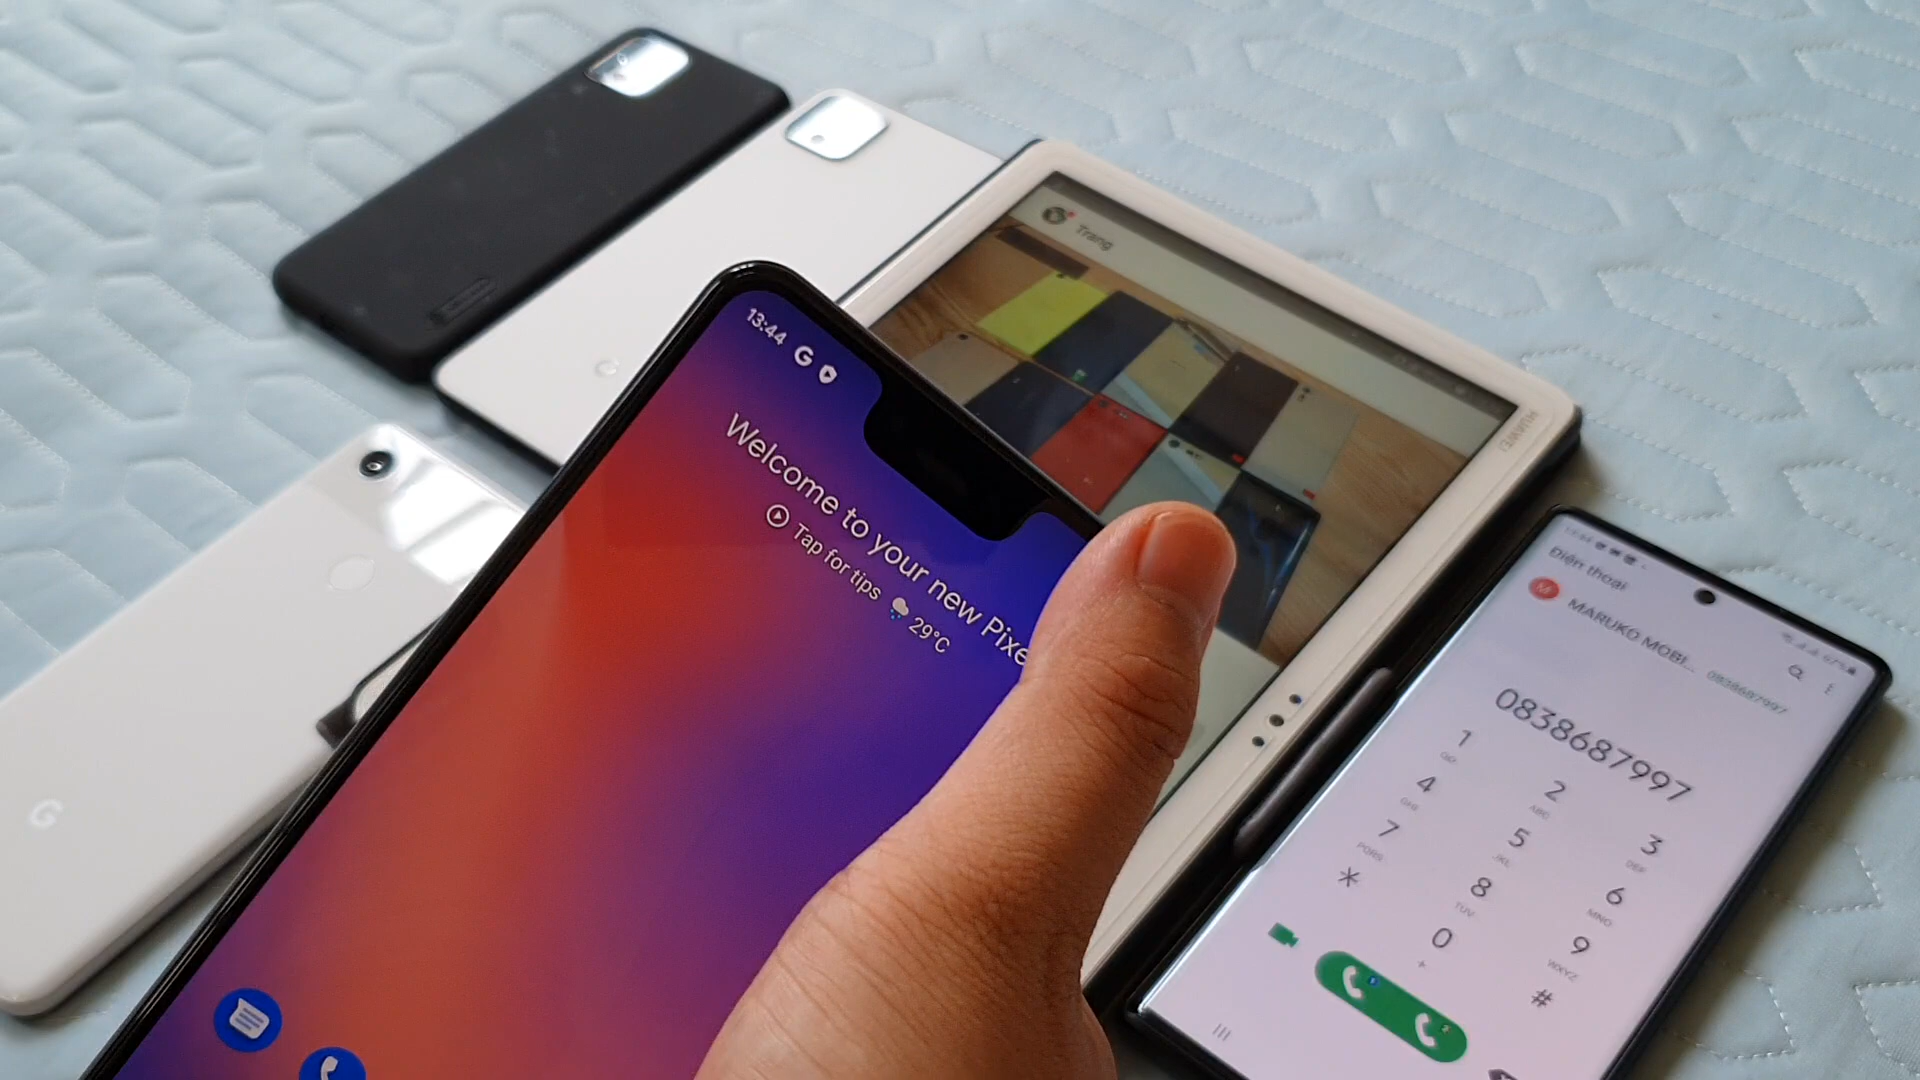 13:44
Welcome to your new Pixe
Tap for tips 29°C
Trang
HUAWEI
Điện thoại
M MARUKO MOBI... 0838687997
0838687997
1
2
ABC
3
DEF
4
GHI
5
JKL
6
MNO
7
PQRS
8
TUV
9
WXYZ
*
0
+
#
G